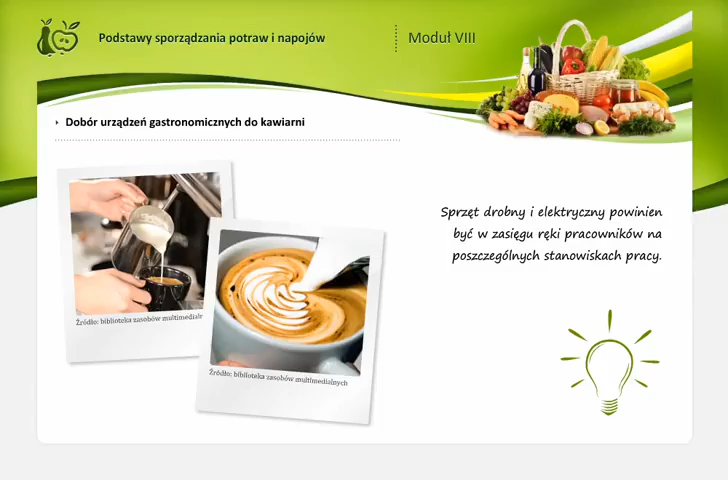 Podstawy sporządzania potraw i napojów
Moduł VIII
Dobór urządzeń gastronomicznych do kawiarni
Sprzęt drobny i elektryczny powinien
być w zasięgu ręki pracowników na
poszczególnych stanowiskach pracy.
Źródło: biblioteka zasobów multimedialn
Źródło: biblioteka zasobów multimedialnych